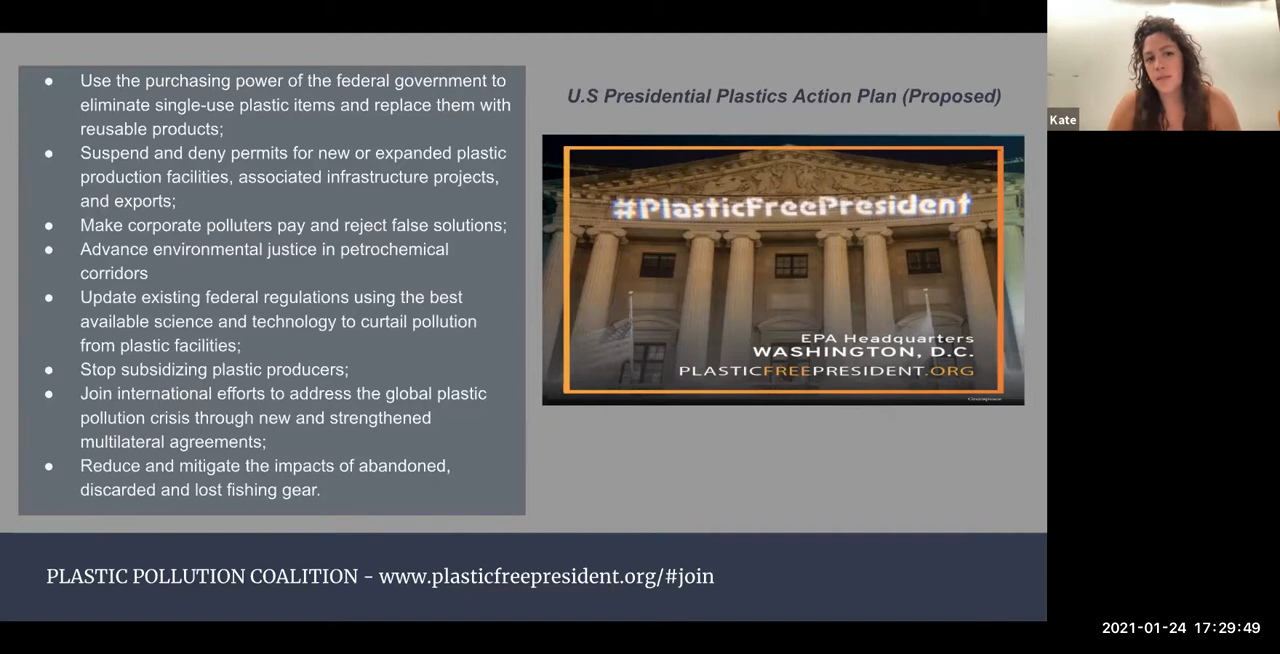 ● Use the purchasing power of the federal government to
eliminate single-use plastic items and replace them with
reusable products;
● Suspend and deny permits for new or expanded plastic
production facilities, associated infrastructure projects,
and exports;
● Make corporate polluters pay and reject false solutions;
● Advance environmental justice in petrochemical
corridors
● Update existing federal regulations using the best
available science and technology to curtail pollution
from plastic facilities;
● Stop subsidizing plastic producers;
● Join international efforts to address the global plastic
pollution crisis through new and strengthened
multilateral agreements;
● Reduce and mitigate the impacts of abandoned,
discarded and lost fishing gear.
U.S Presidential Plastics Action Plan (Proposed)
#PlasticFreePresident
EPA Headquarters
WASHINGTON, D.C.
PLASTICFREEPRESIDENT.ORG
PLASTIC POLLUTION COALITION - www.plasticfreepresident.org/#join
Kate
2021-01-24 17:29:49